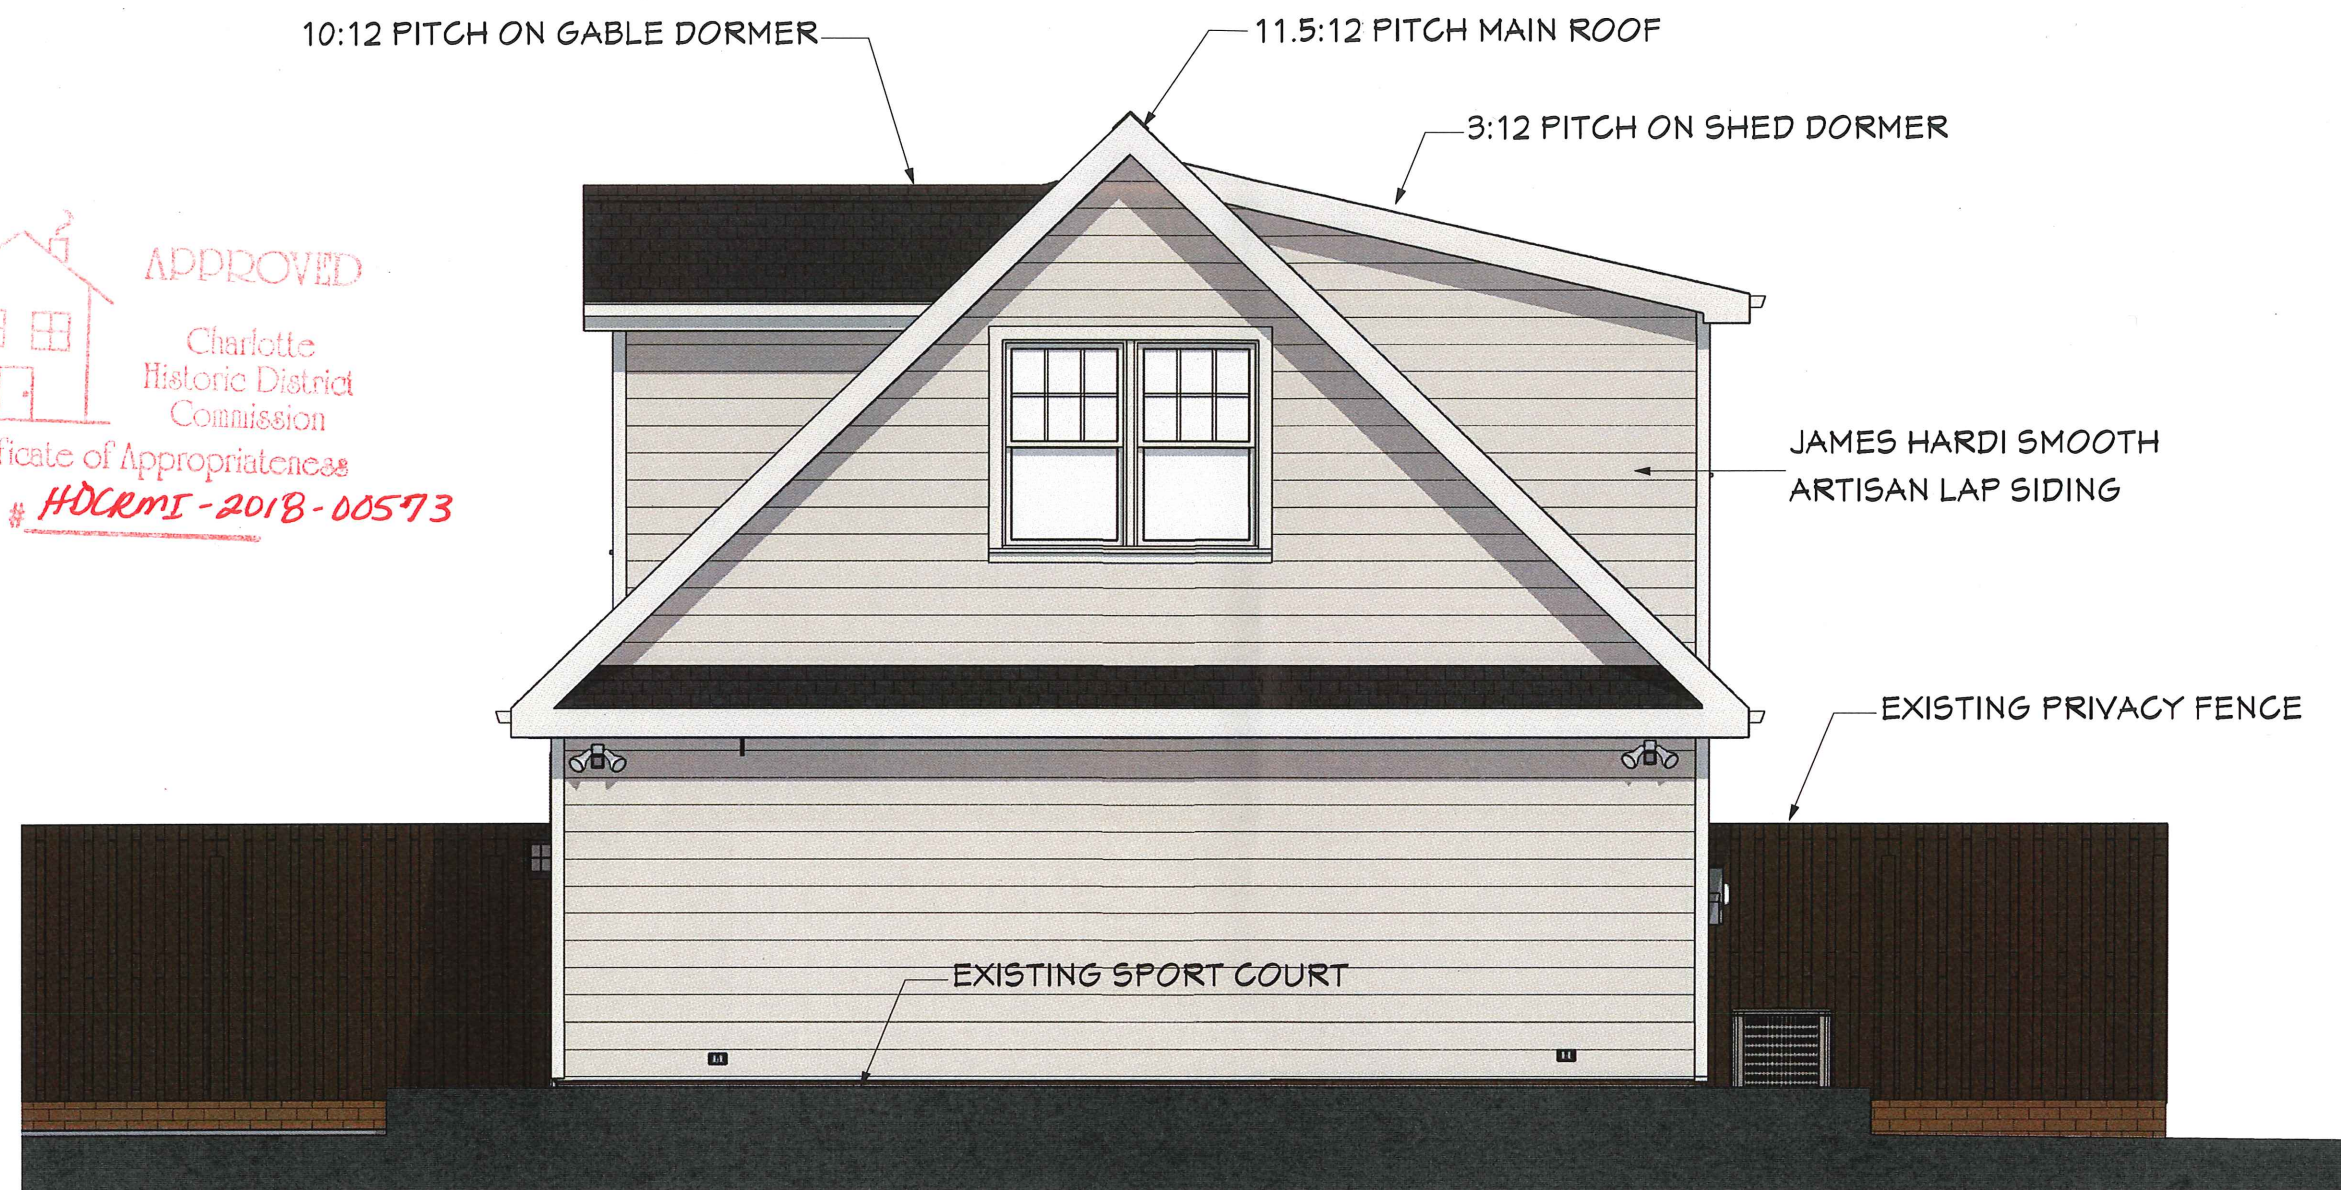 10:12 PITCH ON GABLE DORMER
11.5:12 PITCH MAIN ROOF
3:12 PITCH ON SHED DORMER
APPROVED
Charlotte
Historic District
Commission
ficate of Appropriateness
# HDCRMI-2018-00573
JAMES HARDI SMOOTH
ARTISAN LAP SIDING
EXISTING PRIVACY FENCE
EXISTING SPORT COURT